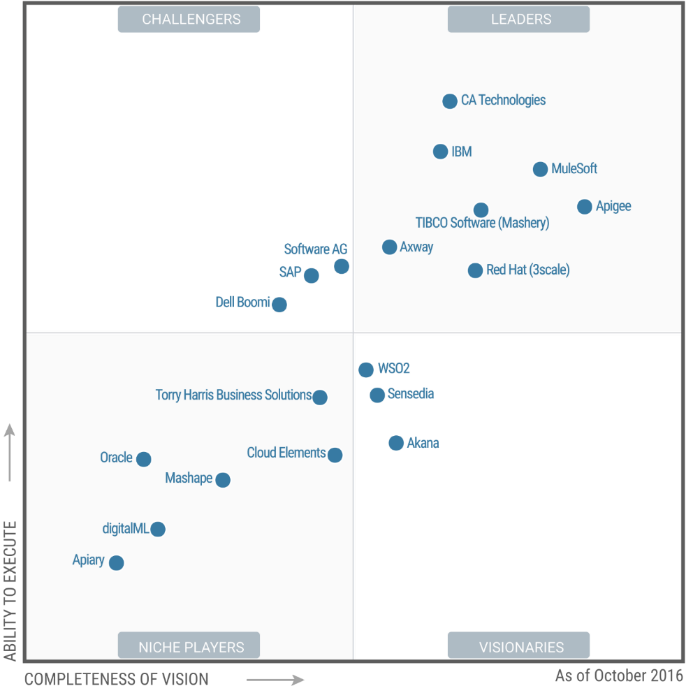 CHALLENGERS
LEADERS
CA Technologies
IBM
MuleSoft
Apigee
TIBCO Software (Mashery)
Software AG
Axway
SAP
Red Hat (3scale)
Dell Boomi
WSO2
Torry Harris Business Solutions
Sensedia
Akana
Cloud Elements
Oracle
Mashape
digitalML
Apiary
ABILITY TO EXECUTE
NICHE PLAYERS
VISIONARIES
COMPLETENESS OF VISION
As of October 2016